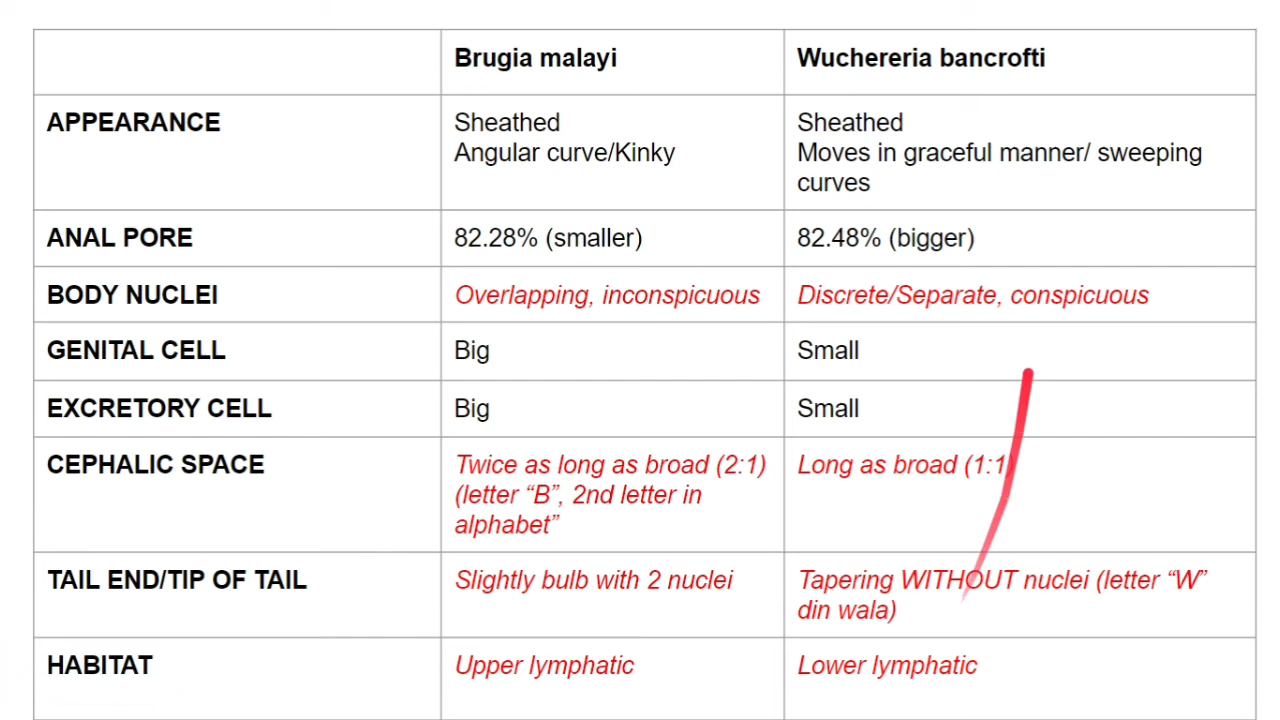 Brugia malayi
Wuchereria bancrofti
APPEARANCE
Sheathed
Angular curve/Kinky
Sheathed
Moves in graceful manner/ sweeping
curves
ANAL PORE
82.28% (smaller)
82.48% (bigger)
BODY NUCLEI
Overlapping, inconspicuous
Discrete/Separate, conspicuous
GENITAL CELL
Big
Small
EXCRETORY CELL
Big
Small
CEPHALIC SPACE
Twice as long as broad (2:1)
(letter “B”, 2nd letter in
alphabet”
Long as broad (1:1)
TAIL END/TIP OF TAIL
Slightly bulb with 2 nuclei
Tapering WITHOUT nuclei (letter “W”
din wala)
HABITAT
Upper lymphatic
Lower lymphatic